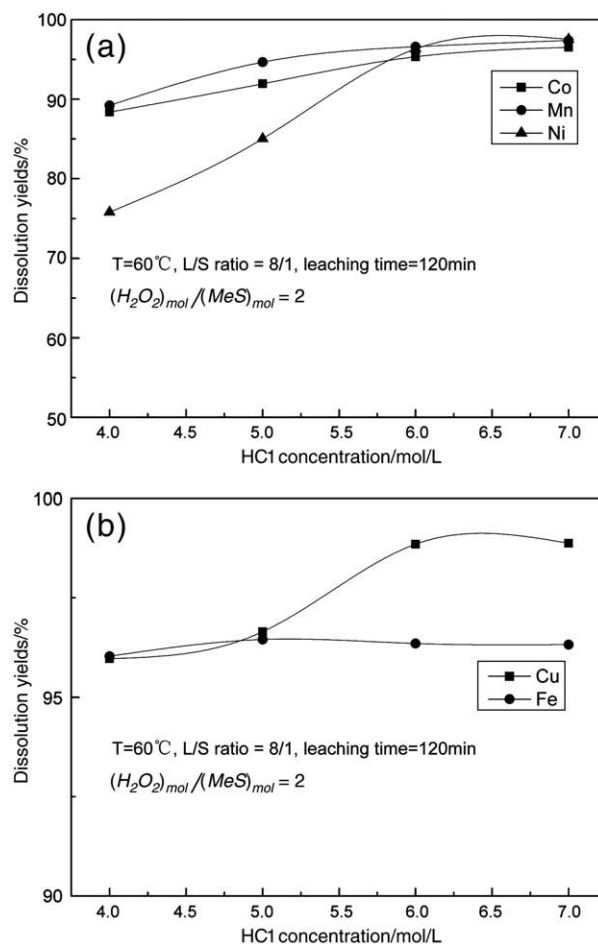 (a)
100
90
80
70
60
50
Dissolution yields/%
Co
Mn
Ni
T=60℃, L/S ratio = 8/1, leaching time=120min
(H₂O₂)mol/(MeS)mol = 2
4.0 4.5 5.0 5.5 6.0 6.5 7.0
HC1 concentration/mol/L
(b)
100
95
90
Dissolution yields/%
Cu
Fe
T=60℃, L/S ratio = 8/1, leaching time=120min
(H₂O₂)mol/(MeS)mol = 2
4.0 4.5 5.0 5.5 6.0 6.5 7.0
HC1 concentration/mol/L